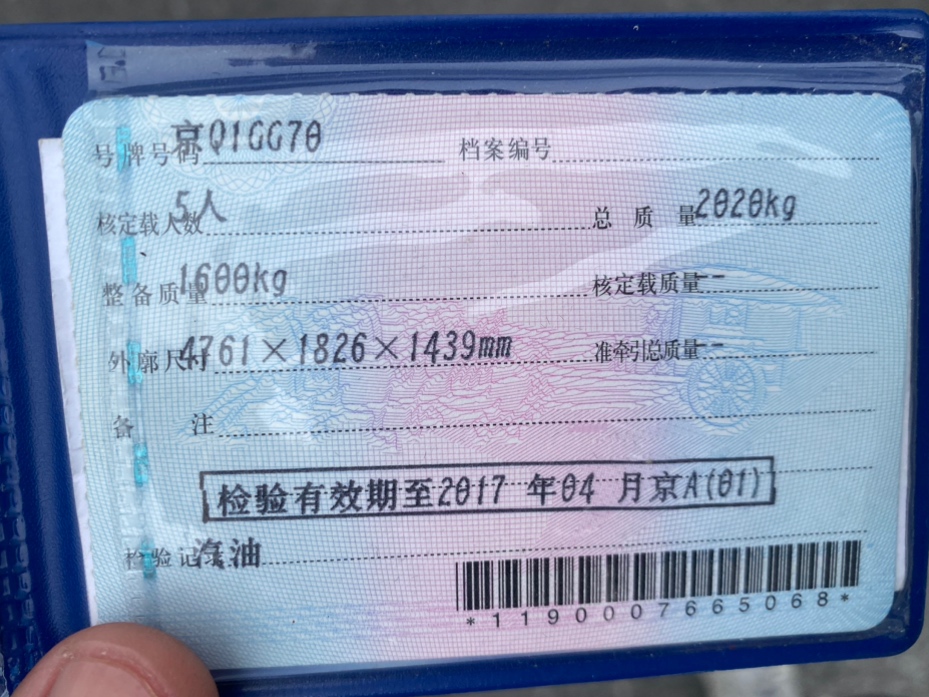 号牌号码 京Q1GG70 档案编号
核定载人数 5人 总质量 2020kg
整备质量 1600kg 核定载质量 --
外廓尺寸 4761×1826×1439mm 准牵引总质量 --
备注
检验有效期至2017 年04 月京A(01)
检验记录 汽油
*1190007665068*